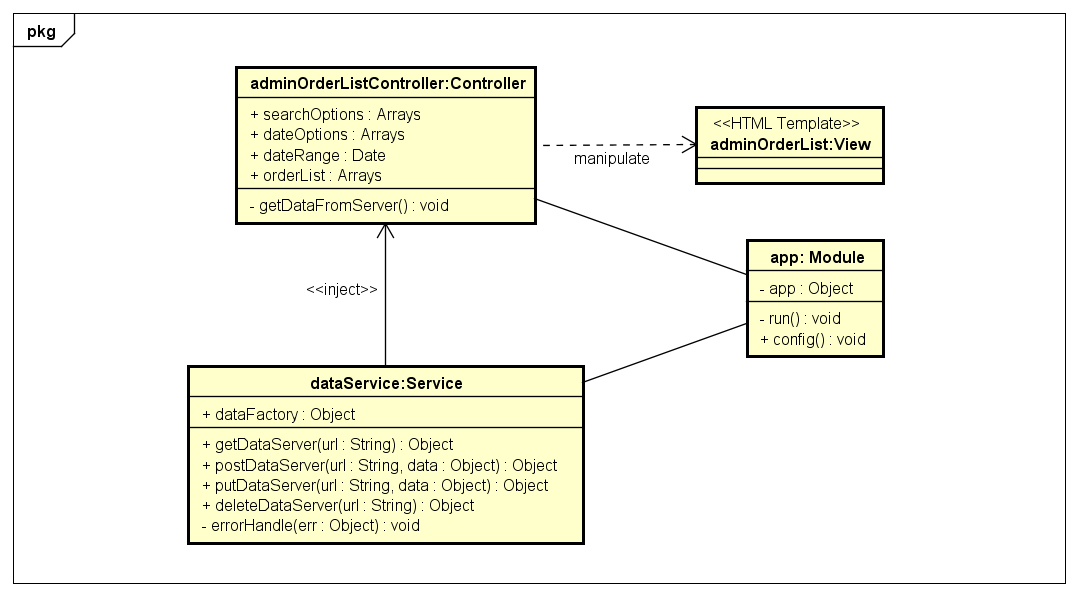 pkg
adminOrderListController:Controller
+ searchOptions : Arrays
+ dateOptions : Arrays
+ dateRange : Date
+ orderList : Arrays
- getDataFromServer() : void
manipulate
<<HTML Template>>
adminOrderList:View
app: Module
- app : Object
- run() : void
+ config() : void
<<inject>>
dataService:Service
+ dataFactory : Object
+ getDataServer(url : String) : Object
+ postDataServer(url : String, data : Object) : Object
+ putDataServer(url : String, data : Object) : Object
+ deleteDataServer(url : String) : Object
- errorHandle(err : Object) : void